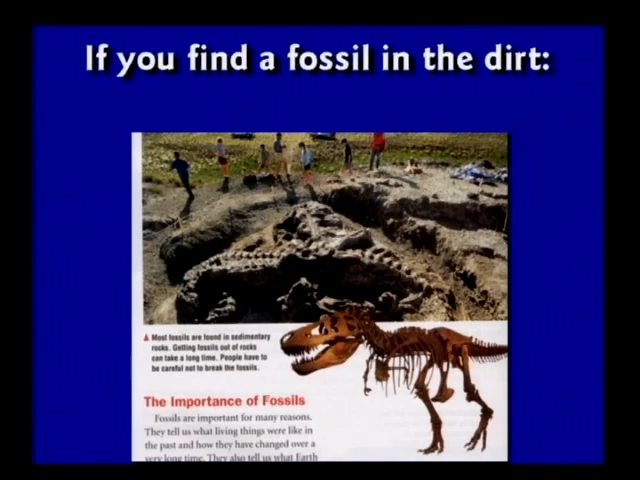 If you find a fossil in the dirt:
▲ Most fossils are found in sedimentary
rocks. Getting fossils out of rocks
can take a long time. People have to
be careful not to break the fossils.
The Importance of Fossils
Fossils are important for many reasons.
They tell us what living things were like in
the past and how they have changed over a
very long time. They also tell us what Earth